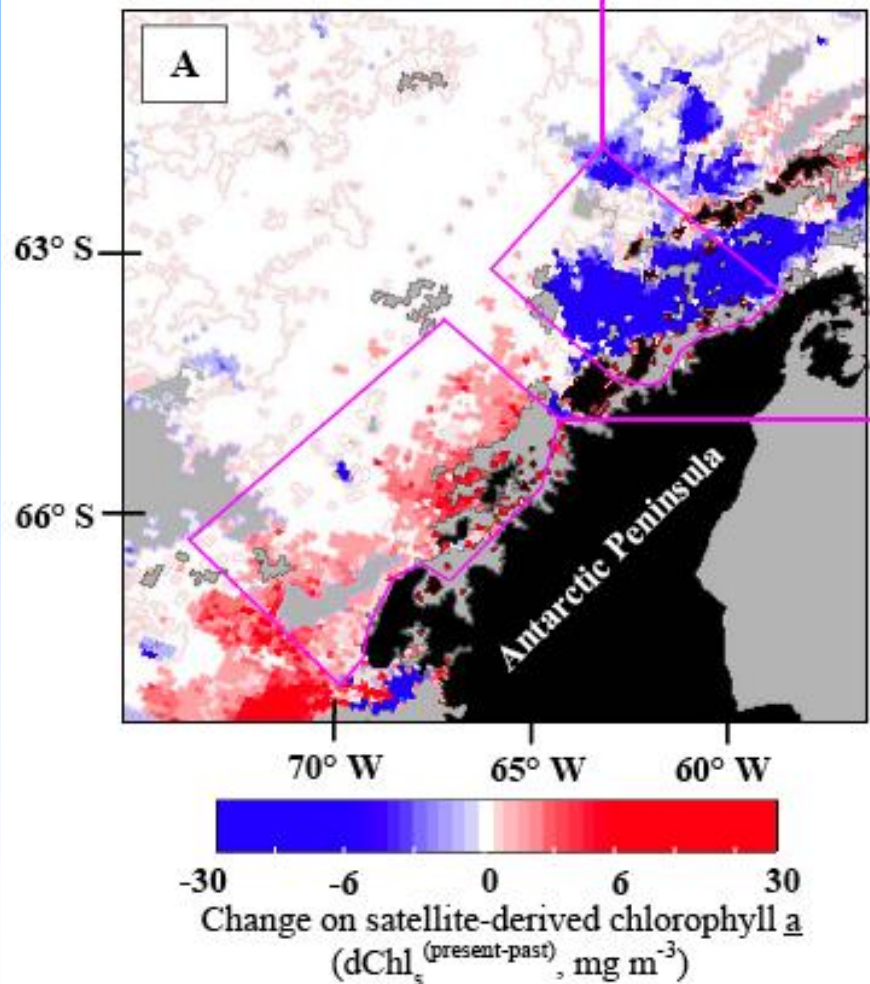 A
63° S
66° S
Antarctic Peninsula
70° W 65° W 60° W
-30 -6 0 6 30
Change on satellite-derived chlorophyll a
(dChlₛ⁽ᵖʳᵉˢᵉⁿᵗ⁻ᵖᵃˢᵗ⁾, mg m⁻³)